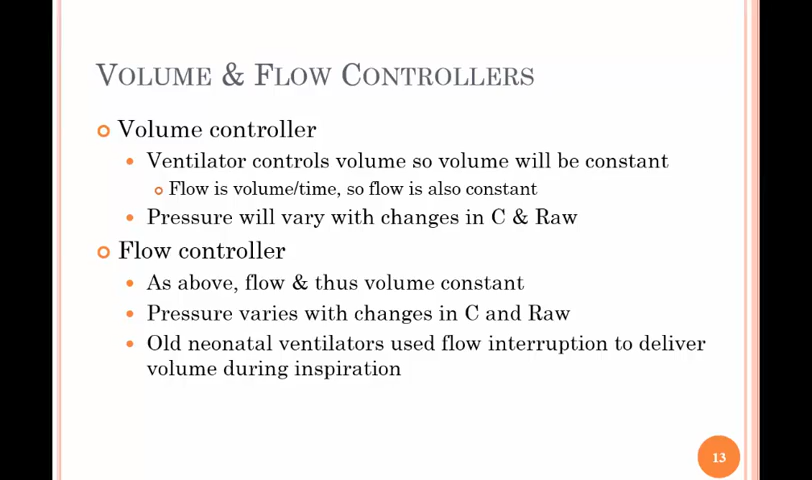 VOLUME & FLOW CONTROLLERS
Volume controller
Ventilator controls volume so volume will be constant
Flow is volume/time, so flow is also constant
Pressure will vary with changes in C & Raw
Flow controller
As above, flow & thus volume constant
Pressure varies with changes in C and Raw
Old neonatal ventilators used flow interruption to deliver
volume during inspiration
13